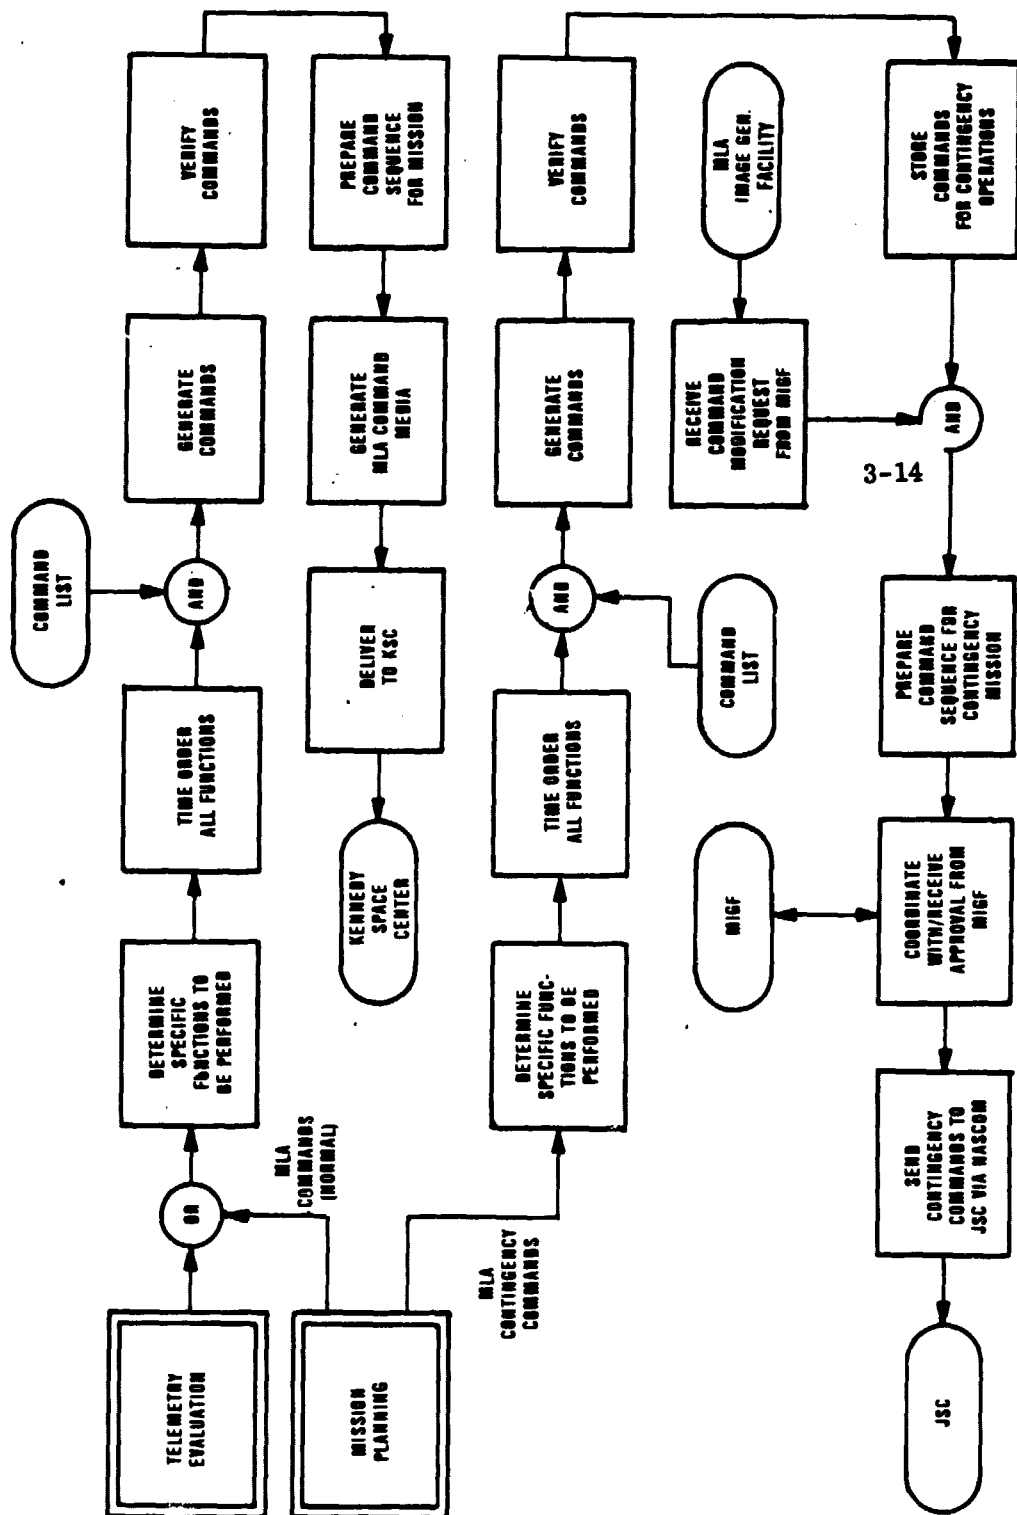 TELEMETRY
EVALUATION
OR
DETERMINE
SPECIFIC
FUNCTIONS TO
BE PERFORMED
TIME ORDER
ALL FUNCTIONS
COMMAND
LIST
AND
GENERATE
COMMANDS
VERIFY
COMMANDS
MISSION
PLANNING
MLA
COMMANDS
(NORMAL)
KENNEDY
SPACE
CENTER
DELIVER
TO KSC
GENERATE
MLA COMMAND
MEDIA
PREPARE
COMMAND
SEQUENCE
FOR MISSION
MLA
CONTINGENCY
COMMANDS
DETERMINE
SPECIFIC FUNC-
TIONS TO BE
PERFORMED
TIME ORDER
ALL FUNCTIONS
AND
GENERATE
COMMANDS
VERIFY
COMMANDS
COMMAND
LIST
MIGF
RECEIVE
COMMAND
MODIFICATION
REQUEST
FROM MIGF
MLA
IMAGE GEN.
FACILITY
JSC
SEND
CONTINGENCY
COMMANDS TO
JSC VIA NASCOM
COORDINATE
WITH/RECEIVE
APPROVAL FROM
MIGF
PREPARE
COMMAND
SEQUENCE FOR
CONTINGENCY
MISSION
AND
STORE
COMMANDS
FOR CONTINGENCY
OPERATIONS
3-14